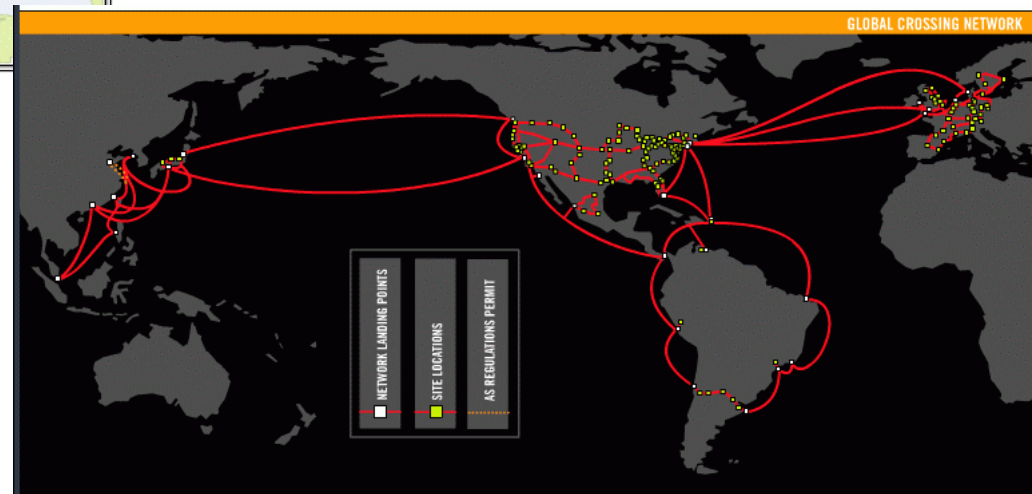 GLOBAL CROSSING NETWORK
NETWORK LANDING POINTS
SITE LOCATIONS
AS REGULATIONS PERMIT